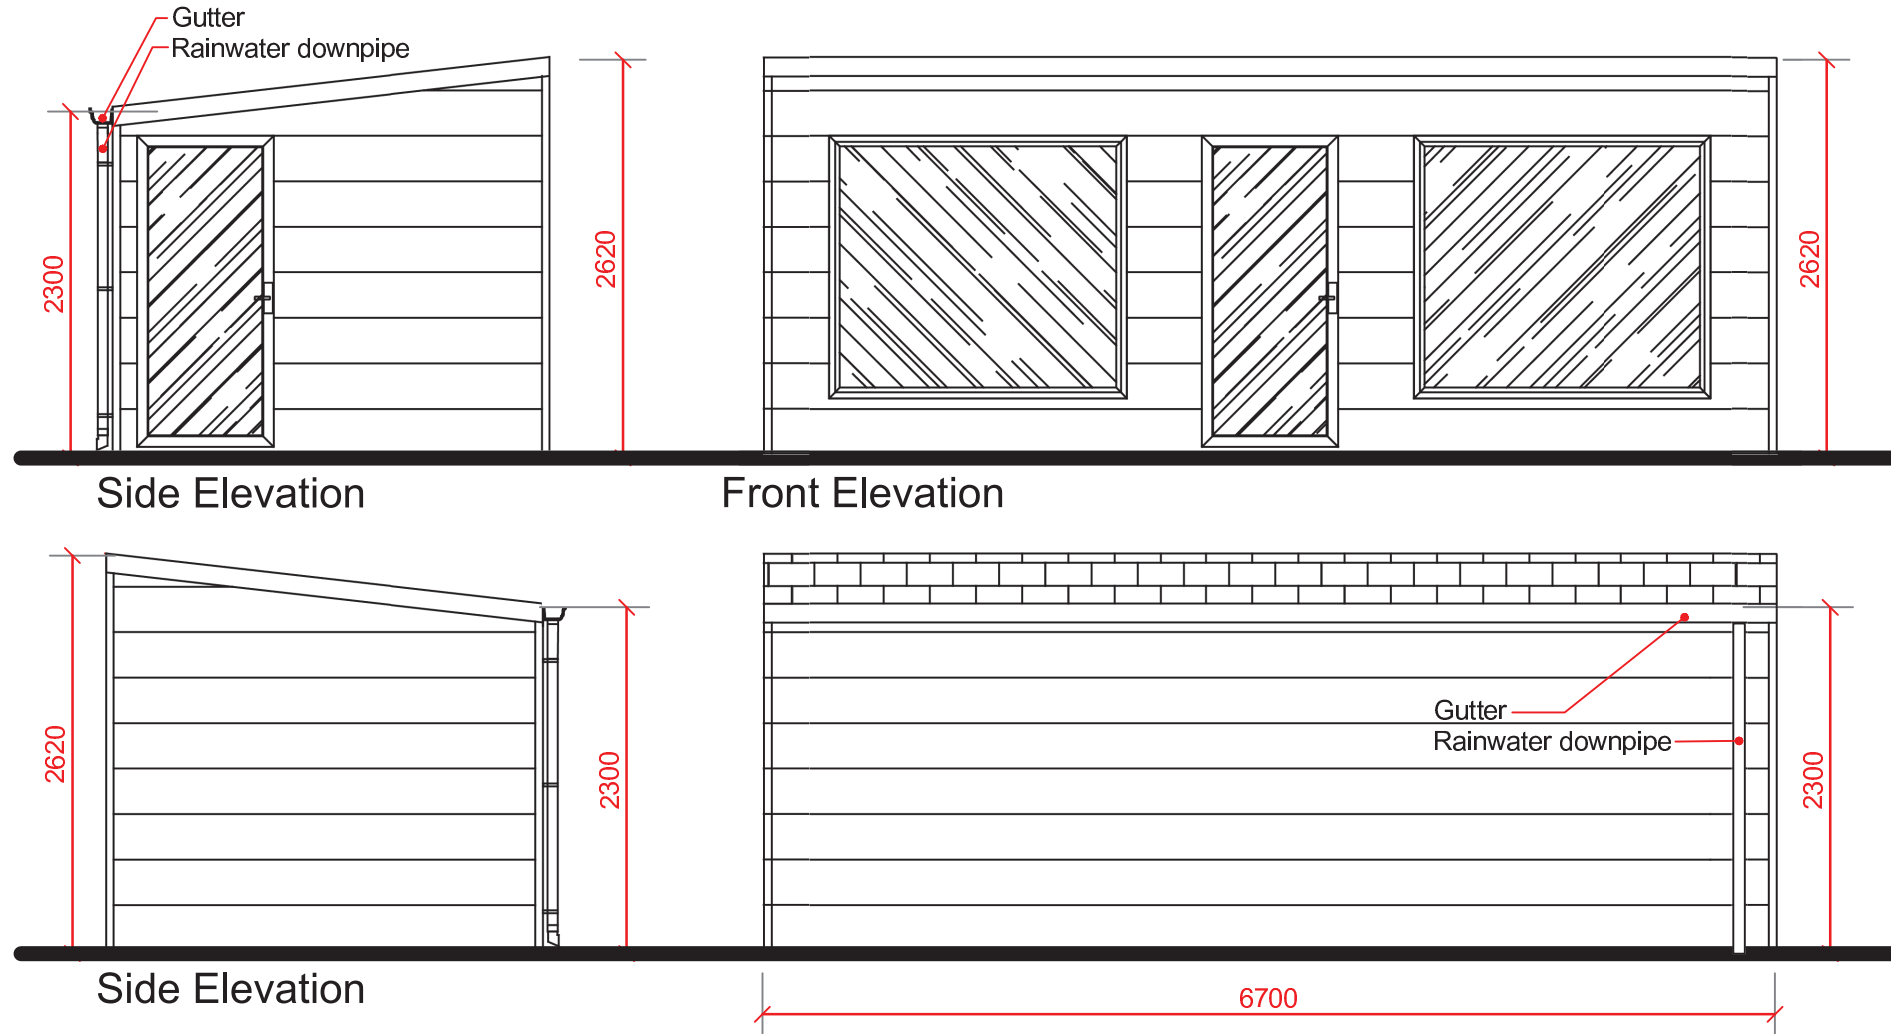 Gutter
Rainwater downpipe
2300
2620
2620
Side Elevation
Front Elevation
2620
2300
Gutter
Rainwater downpipe
2300
Side Elevation
6700